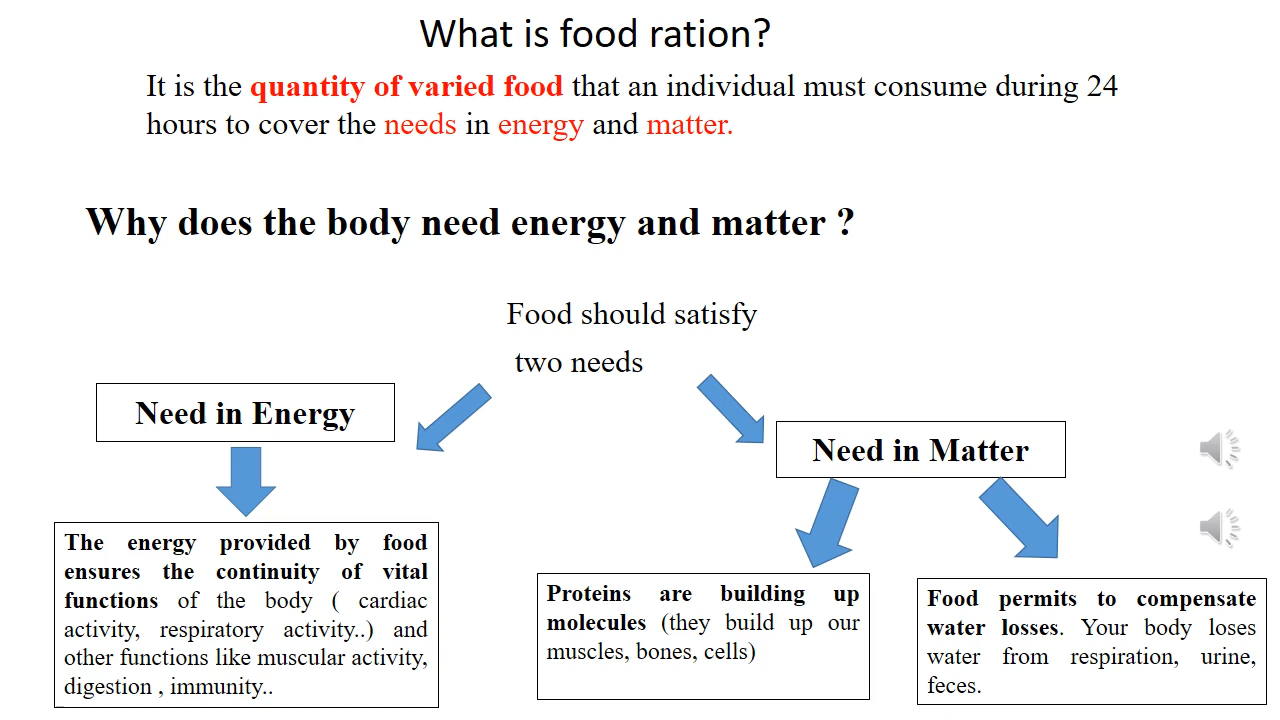 What is food ration?
It is the quantity of varied food that an individual must consume during 24
hours to cover the needs in energy and matter.
Why does the body need energy and matter ?
Food should satisfy
two needs
Need in Energy
Need in Matter
The energy provided by food
ensures the continuity of vital
functions of the body ( cardiac
activity, respiratory activity..) and
other functions like muscular activity,
digestion , immunity..
Proteins are building up
molecules (they build up our
muscles, bones, cells)
Food permits to compensate
water losses. Your body loses
water from respiration, urine,
feces.